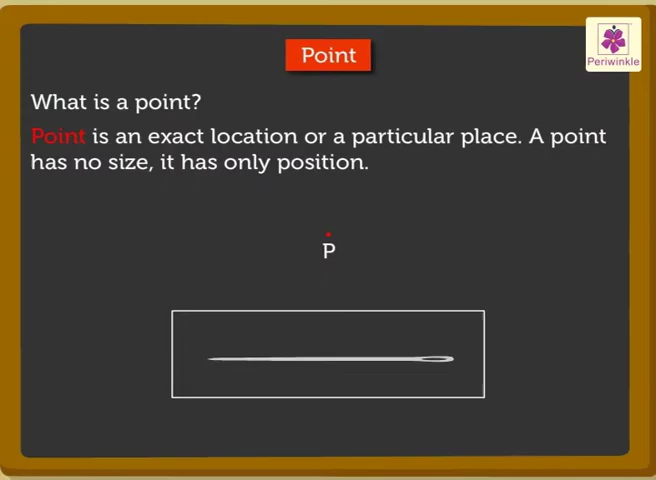 Point
Periwinkle
What is a point?
Point is an exact location or a particular place. A point
has no size, it has only position.
P